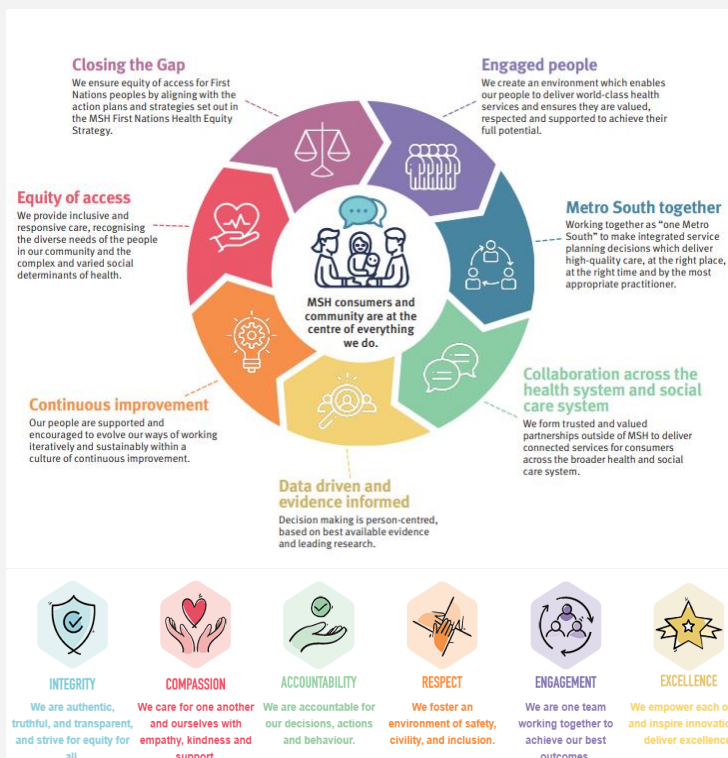 Closing the Gap
We ensure equity of access for First
Nations peoples by aligning with the
action plans and strategies set out in
the MSH First Nations Health Equity
Strategy.
Engaged people
We create an environment which enables
our people to deliver world-class health
services and ensures they are valued,
respected and supported to achieve their
full potential.
Equity of access
We provide inclusive and
responsive care, recognising
the diverse needs of the people
in our community and the
complex and varied social
determinants of health.
Metro South together
Working together as “one Metro
South” to make integrated service
planning decisions which deliver
high-quality care, at the right place,
at the right time and by the most
appropriate practitioner.
MSH consumers and
community are at the
centre of everything
we do.
Collaboration across the
health system and social
care system
We form trusted and valued
partnerships outside of MSH to deliver
connected services for consumers
across the broader health and social
care system.
Continuous improvement
Our people are supported and
encouraged to evolve our ways of working
iteratively and sustainably within a
culture of continuous improvement.
Data driven and
evidence informed
Decision making is person-centred,
based on best available evidence
and leading research.
INTEGRITY
We are authentic,
truthful, and transparent,
and strive for equity for
all.
COMPASSION
We care for one another
and ourselves with
empathy, kindness and
support.
ACCOUNTABILITY
We are accountable for
our decisions, actions
and behaviour.
RESPECT
We foster an
environment of safety,
civility, and inclusion.
ENGAGEMENT
We are one team
working together to
achieve our best
outcomes.
EXCELLENCE
We empower each
and inspire
deliver excellence